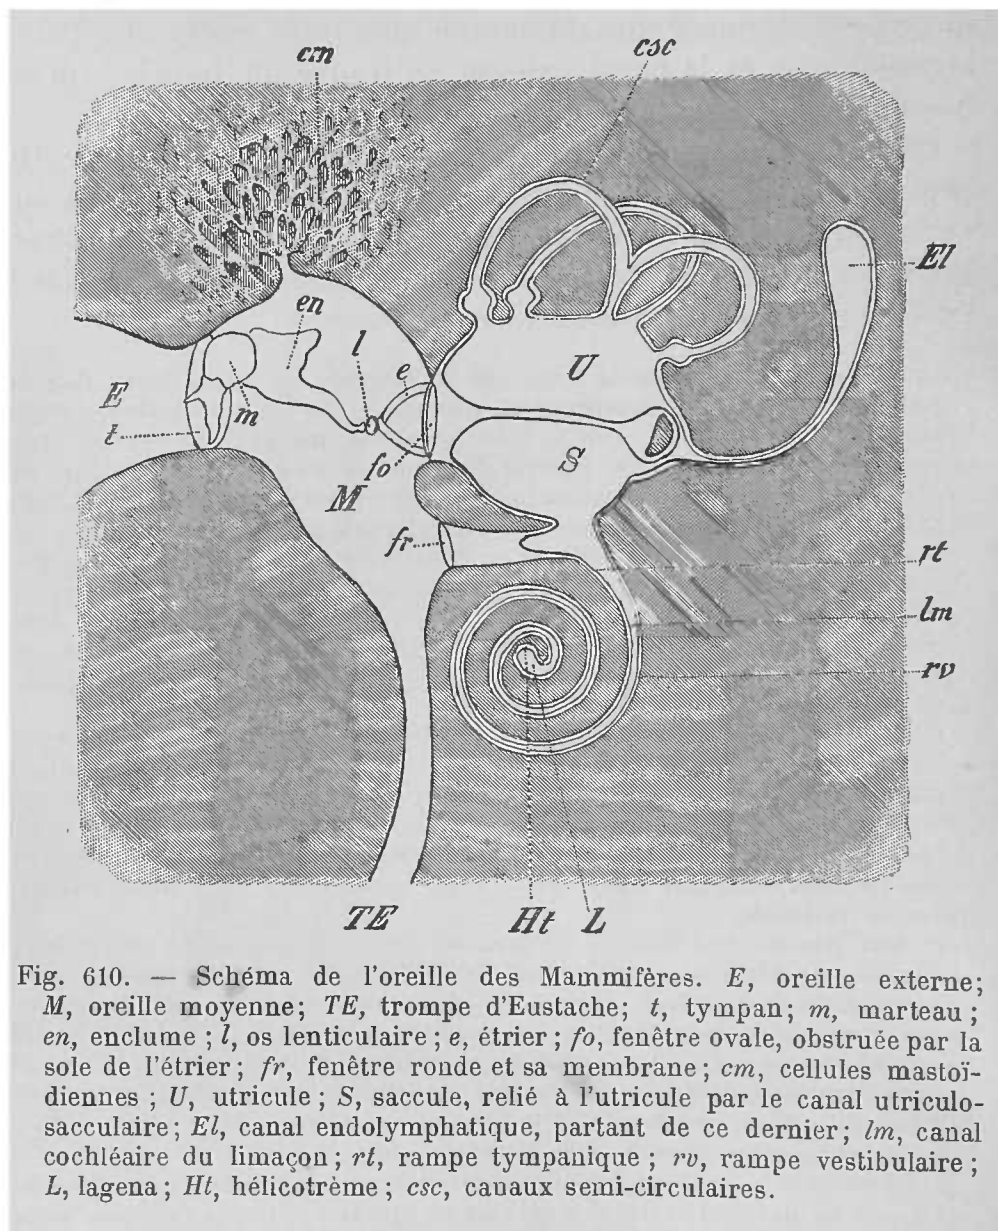 cm
csc
El
en
l
e
U
E
m
t
fo
S
M
fr
rt
lm
rv
TE
Ht
L
Fig. 610. — Schéma de l'oreille des Mammifères. E, oreille externe;
M, oreille moyenne; TE, trompe d'Eustache; t, tympan; m, marteau;
en, enclume ; l, os lenticulaire; e, étrier; fo, fenêtre ovale, obstruée par la
sole de l'étrier; fr, fenêtre ronde et sa membrane; cm, cellules mastoï-
diennes ; U, utricule; S, saccule, relié à l'utricule par le canal utriculo-
sacculaire; El, canal endolymphatique, partant de ce dernier; lm, canal
cochléaire du limaçon; rt, rampe tympanique; rv, rampe vestibulaire;
L, lagena; Ht, hélicotrème; csc, canaux semi-circulaires.